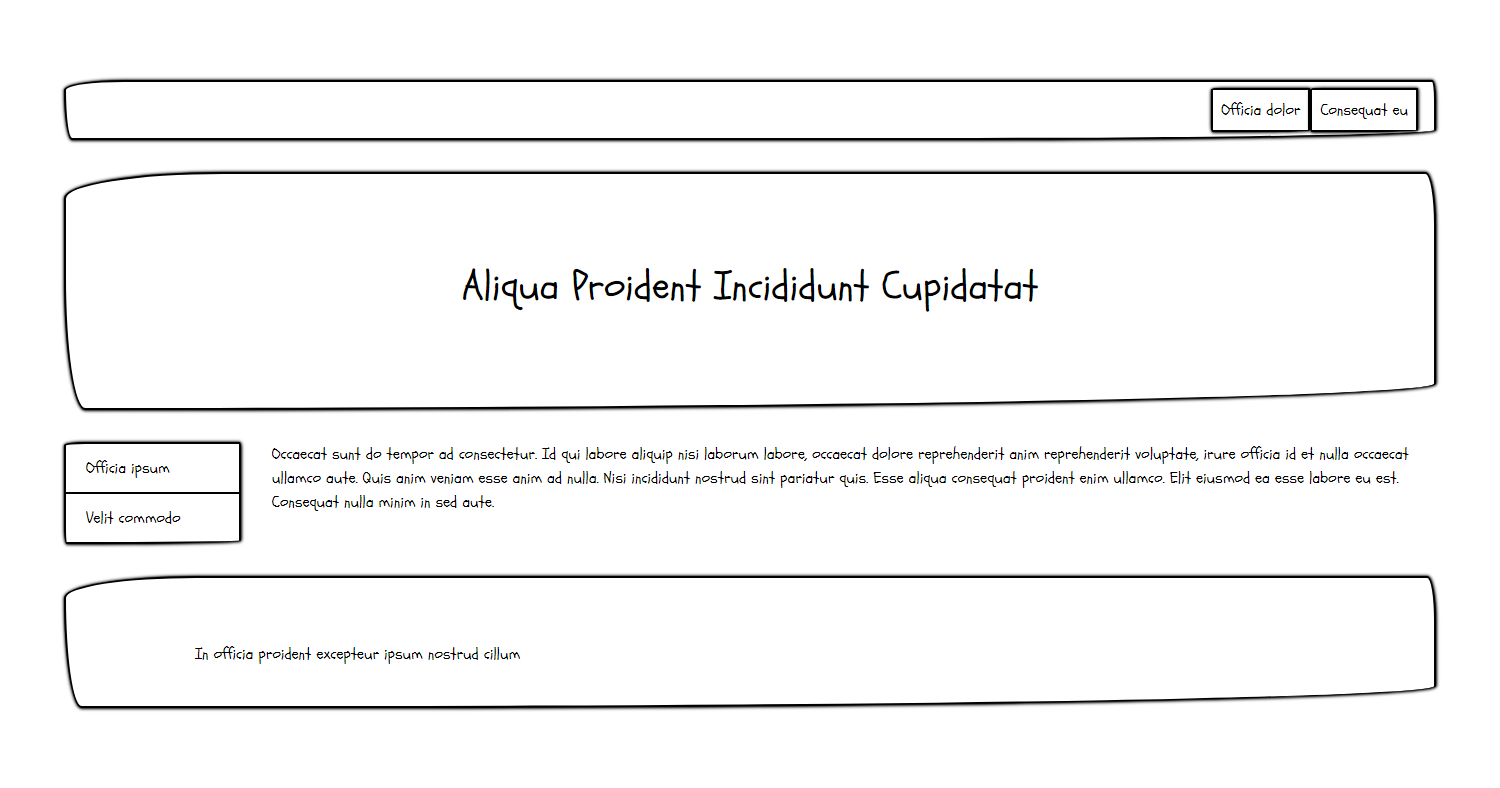 Officia dolor
Consequat eu
Aliqua Proident Incididunt Cupidatat
Officia ipsum
Velit commodo
Occaecat sunt do tempor ad consectetur. Id qui labore aliquip nisi laborum labore, occaecat dolore reprehenderit anim reprehenderit voluptate, irure officia id et nulla occaecat
ullamco aute. Quis anim veniam esse anim ad nulla. Nisi incididunt nostrud sint pariatur quis. Esse aliqua consequat proident enim ullamco. Elit eiusmod ea esse labore eu est.
Consequat nulla minim in sed aute.
In officia proident excepteur ipsum nostrud cillum